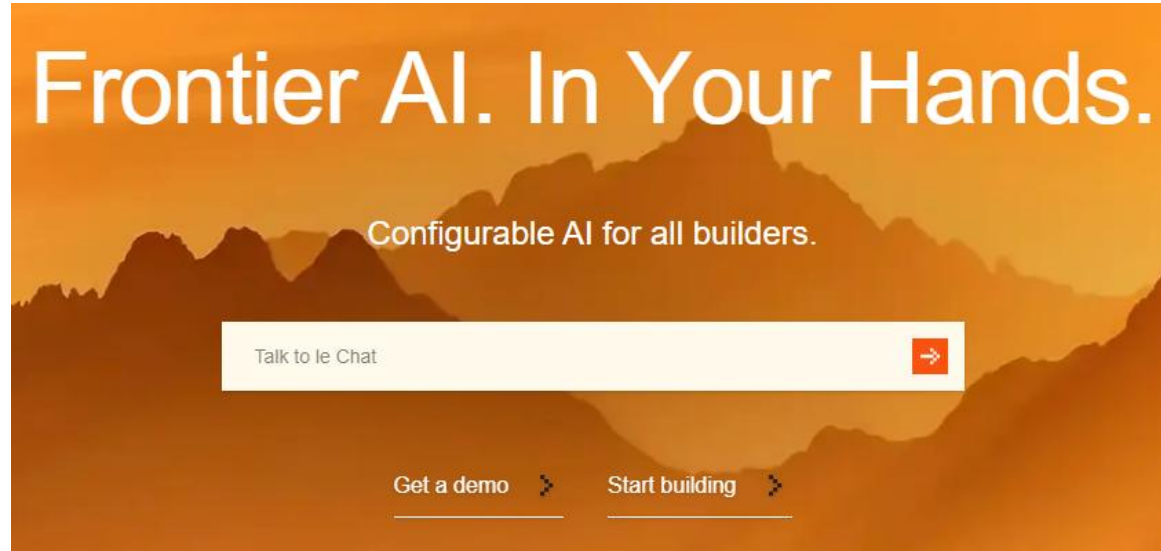 Frontier AI. In Your Hands.
Configurable AI for all builders.
Talk to le Chat
Get a demo
Start building